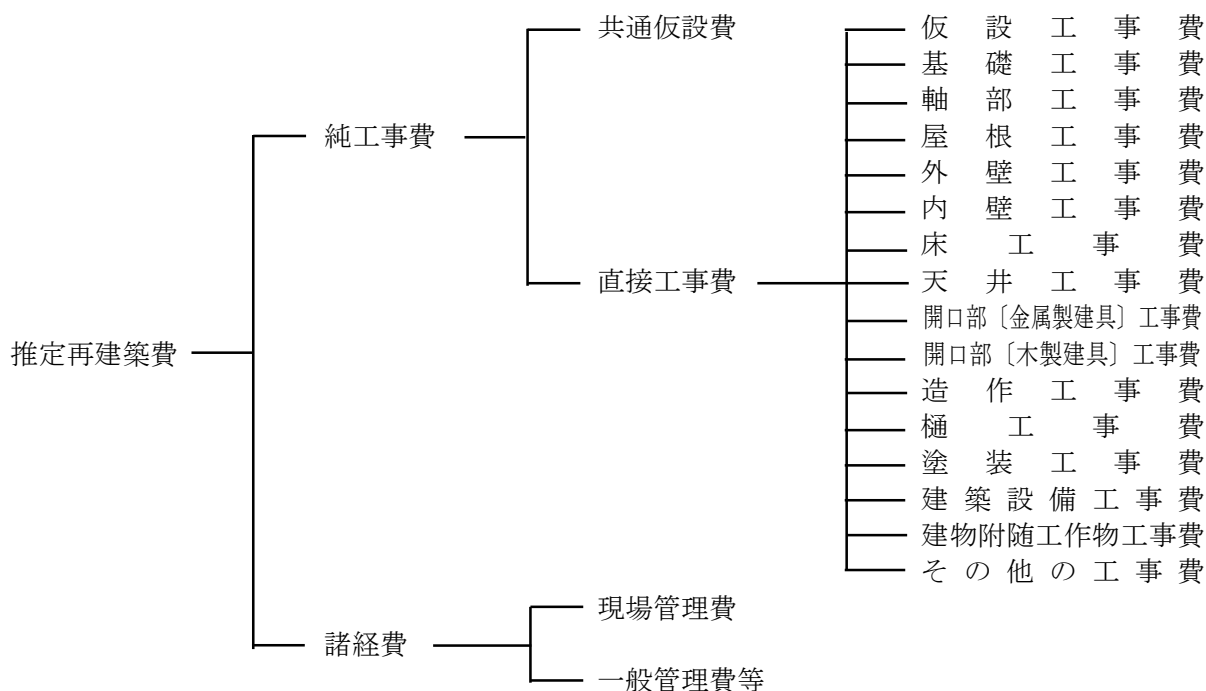 推定再建築費
純工事費
共通仮設費
直接工事費
仮設工事費
基礎工事費
軸部工事費
屋根工事費
外壁工事費
内壁工事費
床工事費
天井工事費
開口部〔金属製建具〕工事費
開口部〔木製建具〕工事費
造作工事費
樋工事費
塗装工事費
建築設備工事費
建物附随工作物工事費
その他の工事費
諸経費
現場管理費
一般管理費等